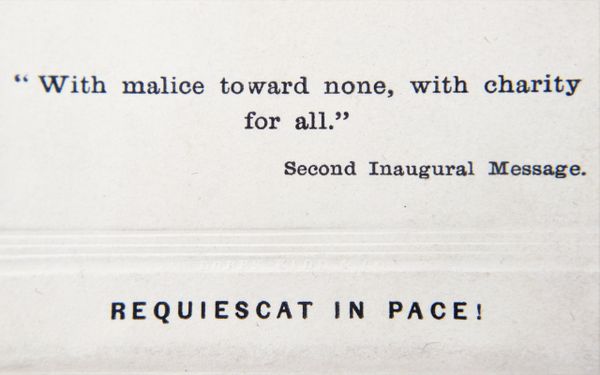 “ With malice toward none, with charity
for all.”
Second Inaugural Message.
REQUIESCAT IN PACE!